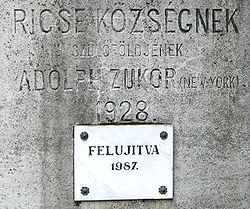 RICSE KÖZSÉGNEK
SZÜLŐFÖLDJÉNEK
ADOLPH ZUKOR (NEW-YORK)
1928.
FELUJITVA
1987.